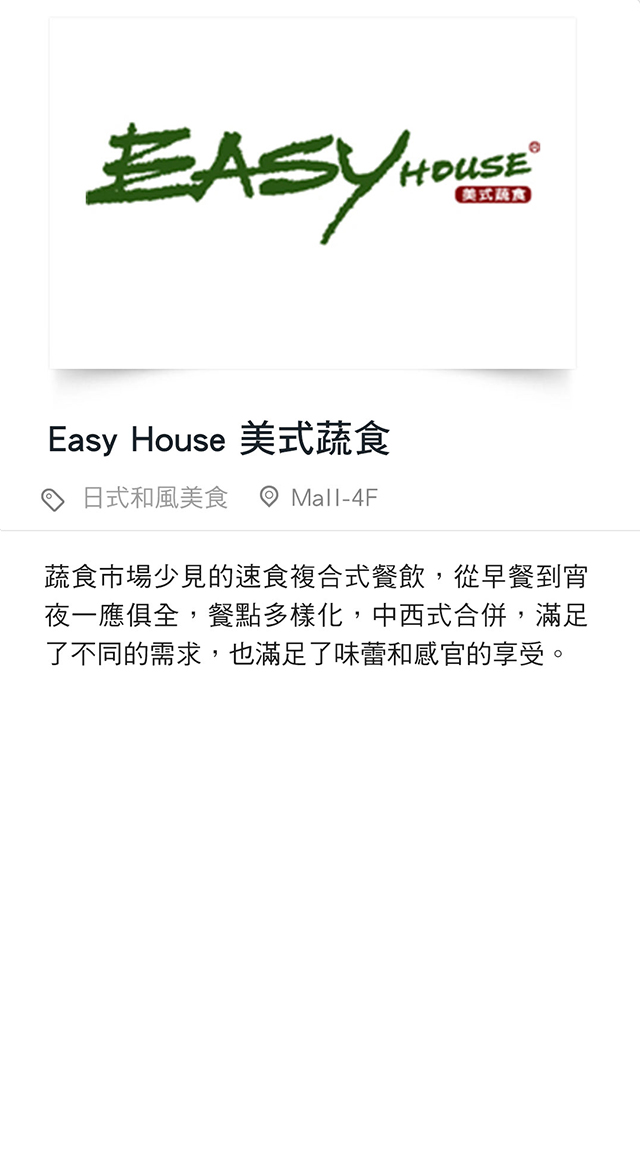 EASY HOUSE®
美式蔬食
Easy House 美式蔬食
日式和風美食 Mall-4F
蔬食市場少見的速食複合式餐飲，從早餐到宵
夜一應俱全，餐點多樣化，中西式合併，滿足
了不同的需求，也滿足了味蕾和感官的享受。